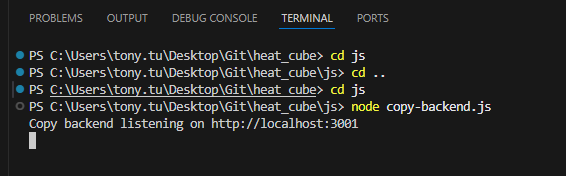 PROBLEMS OUTPUT DEBUG CONSOLE TERMINAL PORTS
PS C:\Users\tony.tu\Desktop\Git\heat_cube> cd js
PS C:\Users\tony.tu\Desktop\Git\heat_cube\js> cd ..
PS C:\Users\tony.tu\Desktop\Git\heat_cube> cd js
PS C:\Users\tony.tu\Desktop\Git\heat_cube\js> node copy-backend.js
Copy backend listening on http://localhost:3001